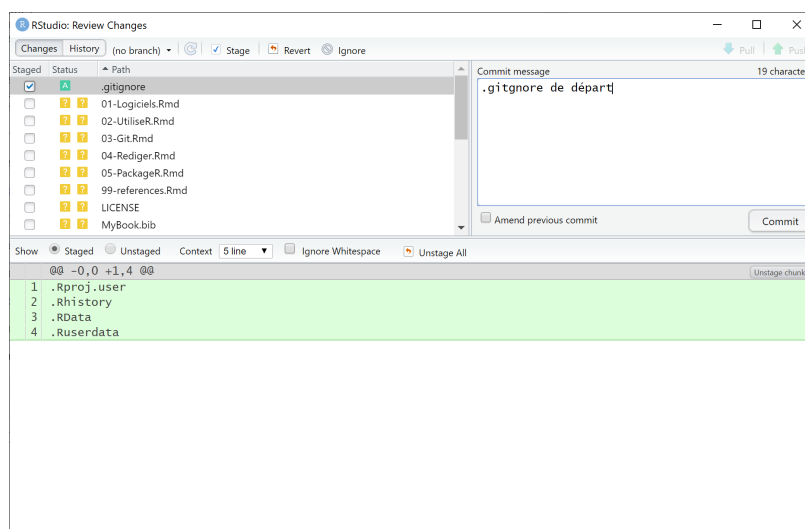 RStudio: Review Changes
Changes History (no branch) Stage Revert Ignore Pull Push
Staged Status Path
A .gitignore
? ? 01-Logiciels.Rmd
? ? 02-UtiliseR.Rmd
? ? 03-Git.Rmd
? ? 04-Rediger.Rmd
? ? 05-PackageR.Rmd
? ? 99-references.Rmd
? ? LICENSE
? ? MyBook.bib
Commit message 19 characte
.gitgnore de départ
Amend previous commit Commit
Show Staged Unstaged Context 5 line Ignore Whitespace Unstage All
@@ -0,0 +1,4 @@ Unstage chunk
1 .Rproj.user
2 .Rhistory
3 .RData
4 .Ruserdata